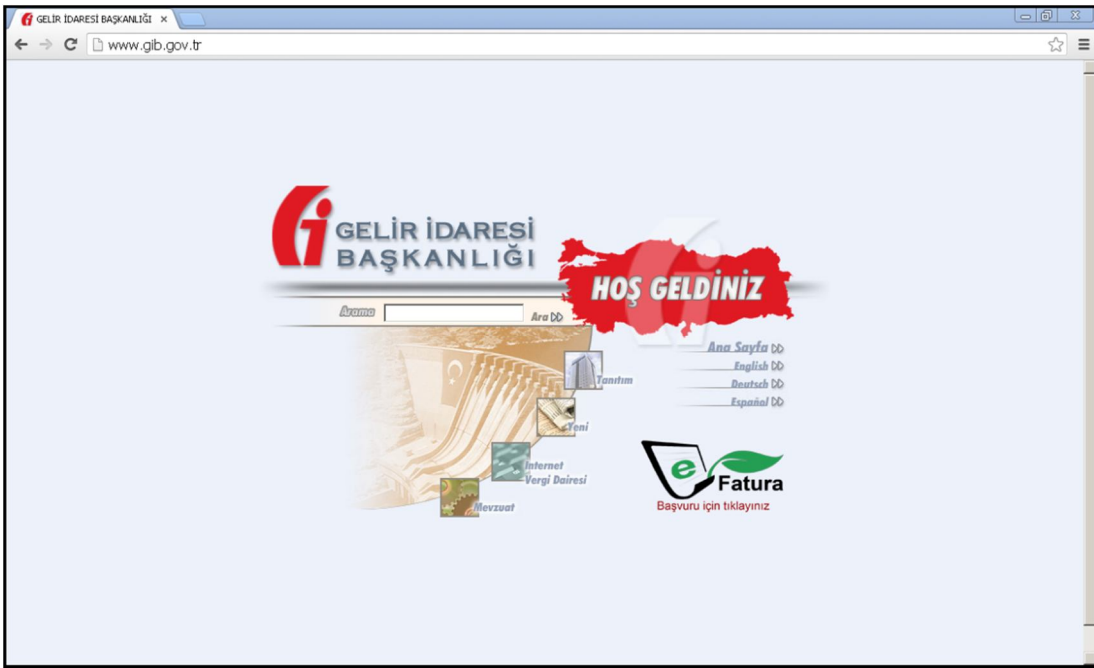 GELİR İDARESİ BAŞKANLIĞI
www.gib.gov.tr
GELİR İDARESİ
BAŞKANLIĞI
HOŞ GELDİNİZ
Arama
Ara
Ana Sayfa
English
Deutsch
Español
Tanıtım
Yeni
İnternet
Vergi Dairesi
Mevzuat
e
Fatura
Başvuru için tıklayınız